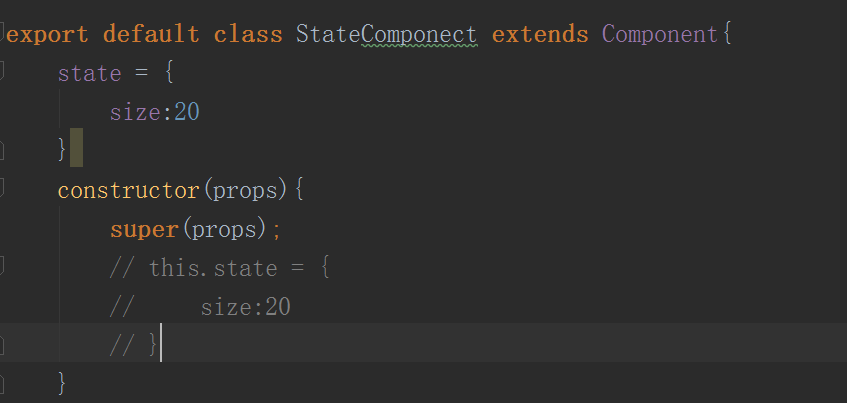 export default class StateComponect extends Component{
    state = {
        size:20
    }
    constructor(props){
        super(props);
        // this.state = {
        //     size:20
        // }
    }